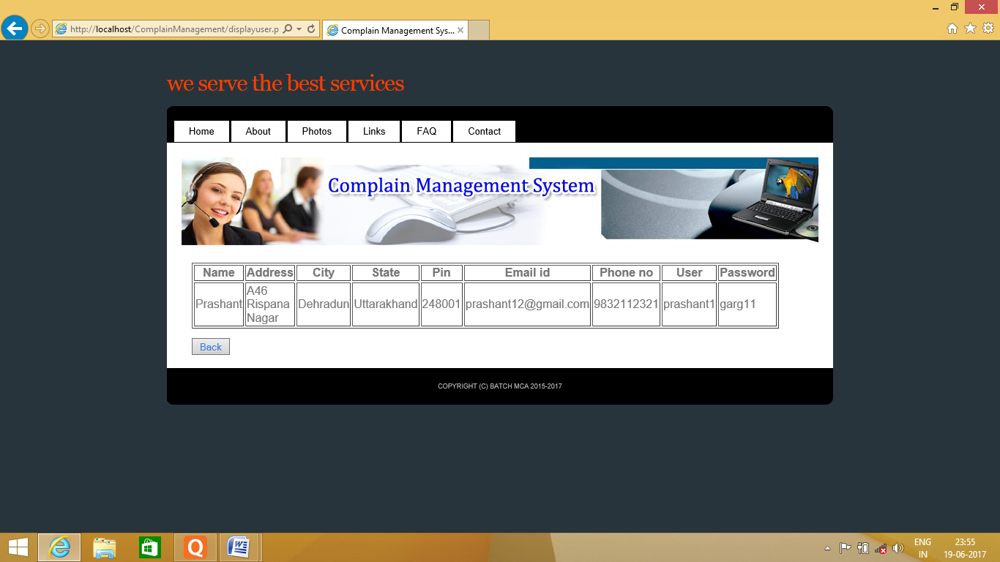 http://localhost/ComplainManagement/displayuser.p
Complain Management Sys...
we serve the best services
Home About Photos Links FAQ Contact
Complain Management System
Name Address City State Pin Email id Phone no User Password
Prashant A46 Rispana Nagar Dehradun Uttarakhand 248001 prashant12@gmail.com 9832112321 prashant1 garg11
Back
COPYRIGHT (C) BATCH MCA 2015-2017
ENG 23:55
IN 19-06-2017